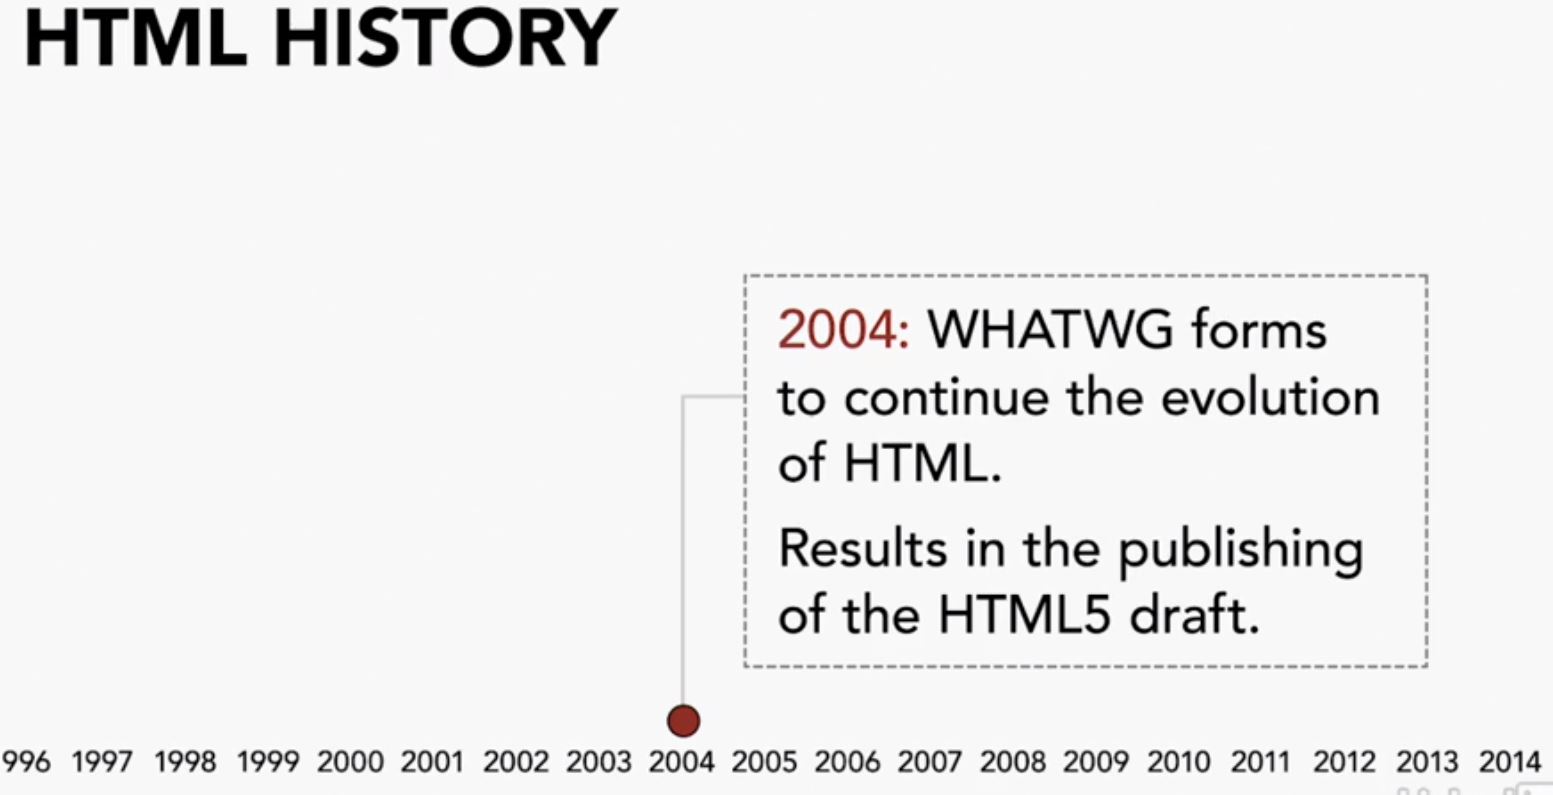 HTML HISTORY
2004: WHATWG forms
to continue the evolution
of HTML.
Results in the publishing
of the HTML5 draft.
996 1997 1998 1999 2000 2001 2002 2003 2004 2005 2006 2007 2008 2009 2010 2011 2012 2013 2014